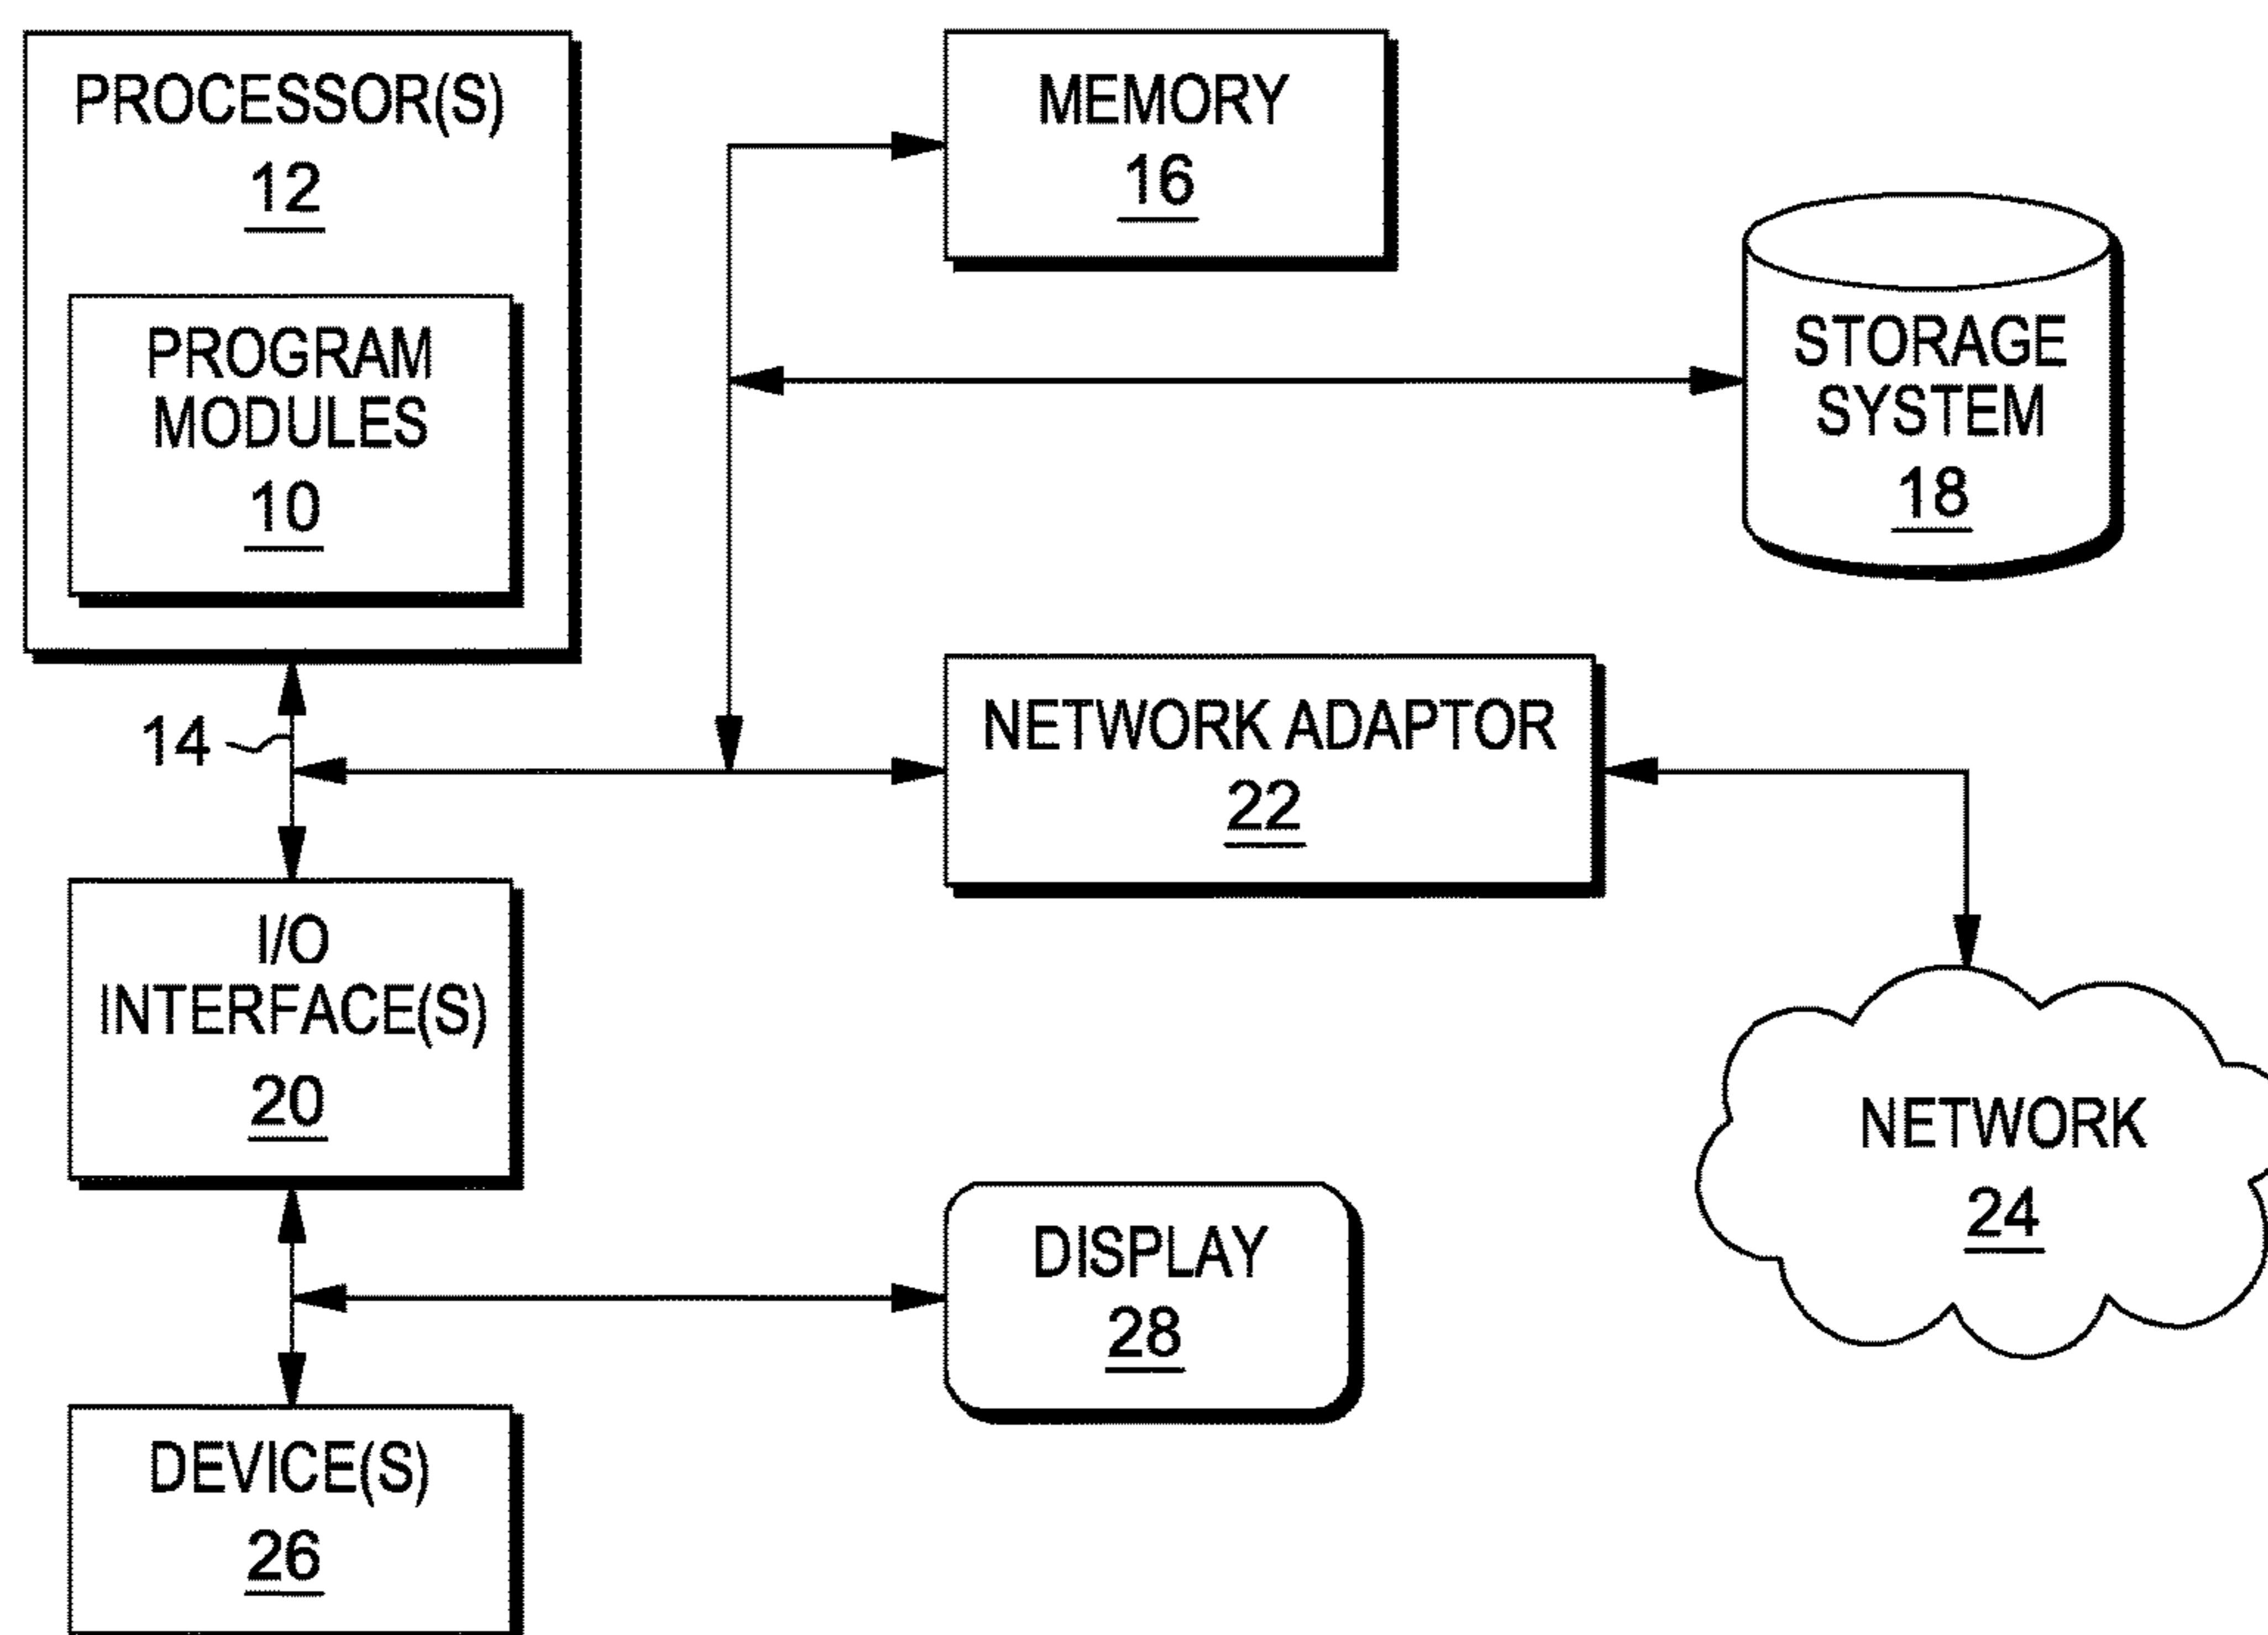 PROCESSOR(S)
12
PROGRAM
MODULES
10
MEMORY
16
STORAGE
SYSTEM
18
14
NETWORK ADAPTOR
22
I/O
INTERFACE(S)
20
NETWORK
24
DISPLAY
28
DEVICE(S)
26